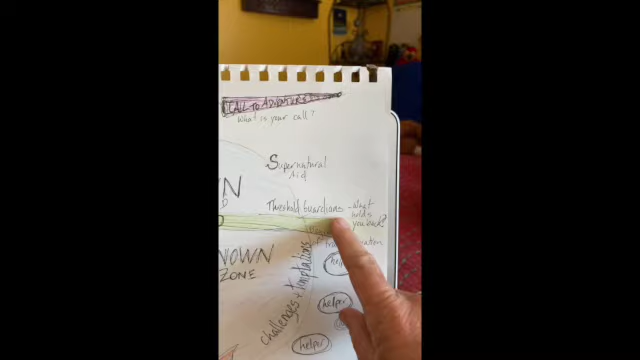 CALL TO ADVENTURE
What is your call?
Supernatural
Aid
WN
Threshold Guardians - what
holds
you back?
NOWN
ZONE
challenges + Temptations
helper
helper